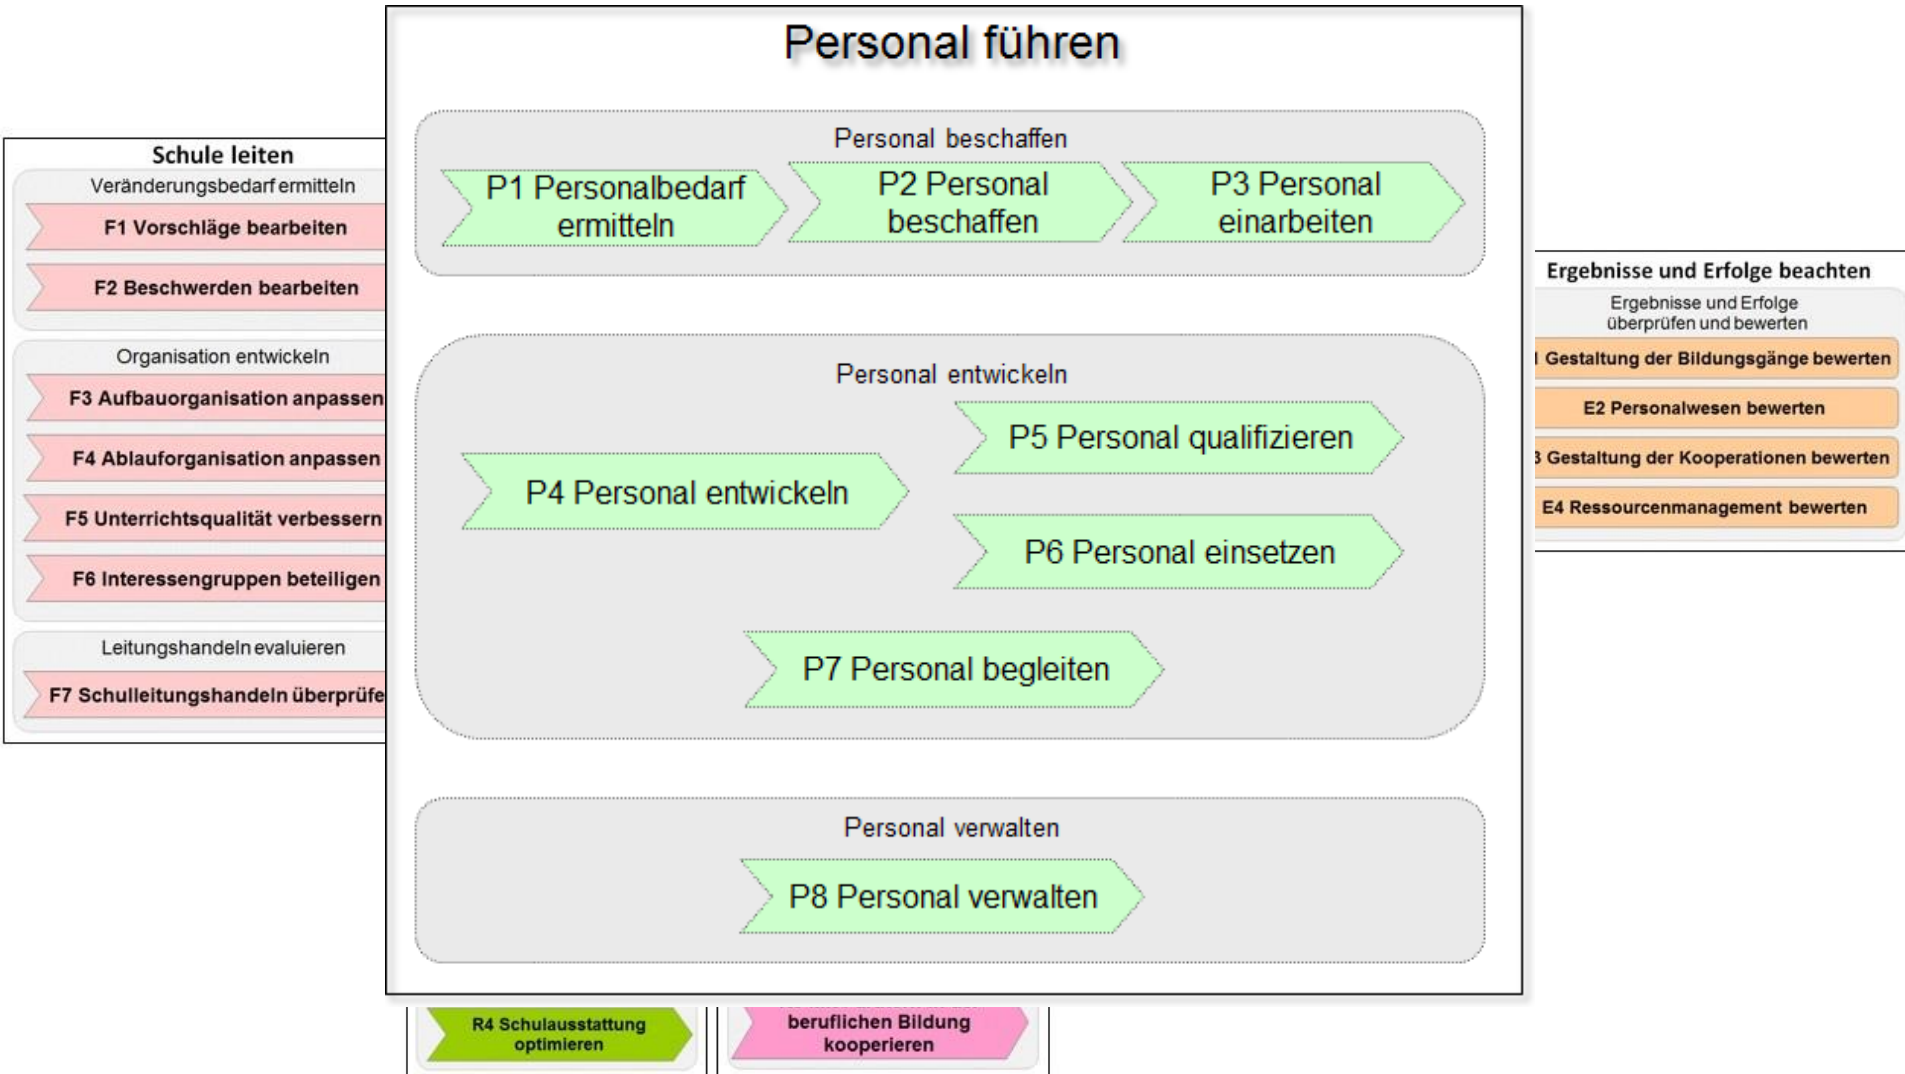 Personal führen
Personal beschaffen
P1 Personalbedarf
ermitteln
P2 Personal
beschaffen
P3 Personal
einarbeiten
Personal entwickeln
P4 Personal entwickeln
P5 Personal qualifizieren
P6 Personal einsetzen
P7 Personal begleiten
Personal verwalten
P8 Personal verwalten
Schule leiten
Veränderungsbedarf ermitteln
F1 Vorschläge bearbeiten
F2 Beschwerden bearbeiten
Organisation entwickeln
F3 Aufbauorganisation anpassen
F4 Ablauforganisation anpassen
F5 Unterrichtsqualität verbessern
F6 Interessengruppen beteiligen
Leitungshandeln evaluieren
F7 Schulleitungshandeln überprüfe
Ergebnisse und Erfolge beachten
Ergebnisse und Erfolge
überprüfen und bewerten
Gestaltung der Bildungsgänge bewerten
E2 Personalwesen bewerten
3 Gestaltung der Kooperationen bewerten
E4 Ressourcenmanagement bewerten
R4 Schulausstattung
optimieren
beruflichen Bildung
kooperieren